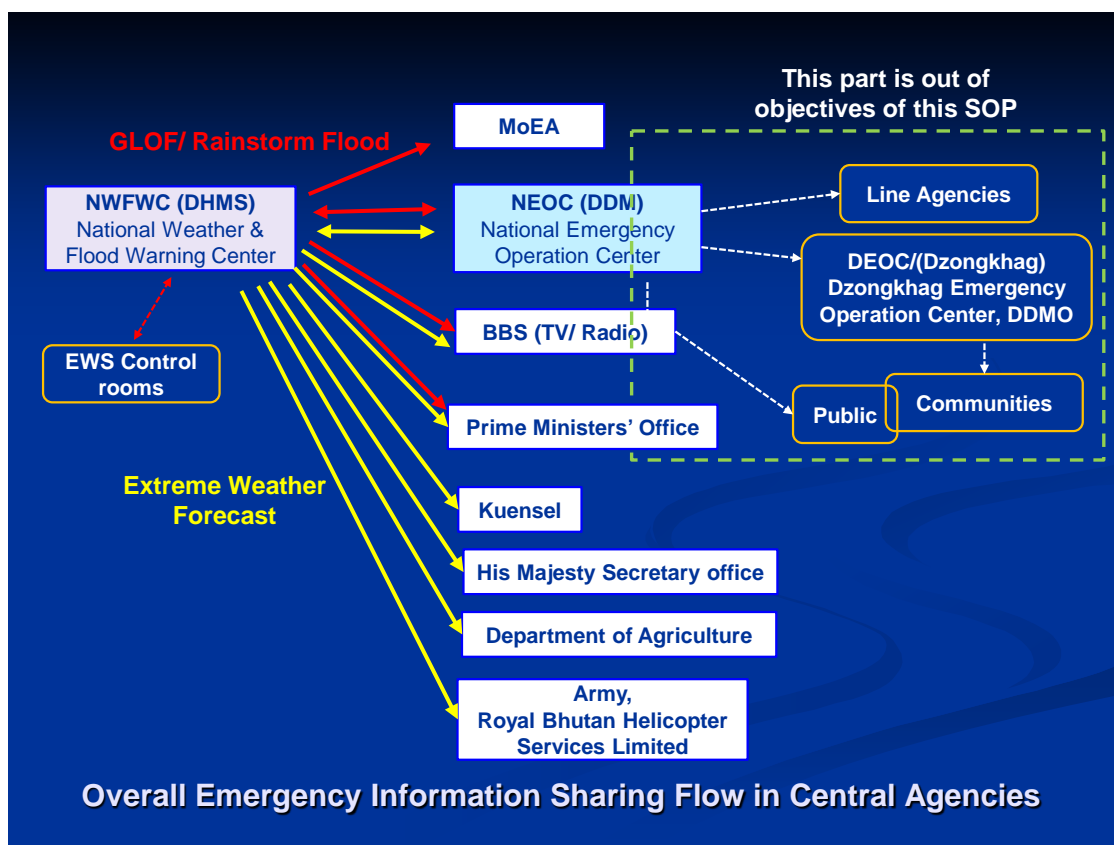 This part is out of
objectives of this SOP
MoEA
GLOF/ Rainstorm Flood
NWFWC (DHMS)
National Weather &
Flood Warning Center
NEOC (DDM)
National Emergency
Operation Center
Line Agencies
DEOC/(Dzongkhag)
Dzongkhag Emergency
Operation Center, DDMO
BBS (TV/ Radio)
EWS Control
rooms
Public
Communities
Prime Ministers’ Office
Extreme Weather
Forecast
Kuensel
His Majesty Secretary office
Department of Agriculture
Army,
Royal Bhutan Helicopter
Services Limited
Overall Emergency Information Sharing Flow in Central Agencies